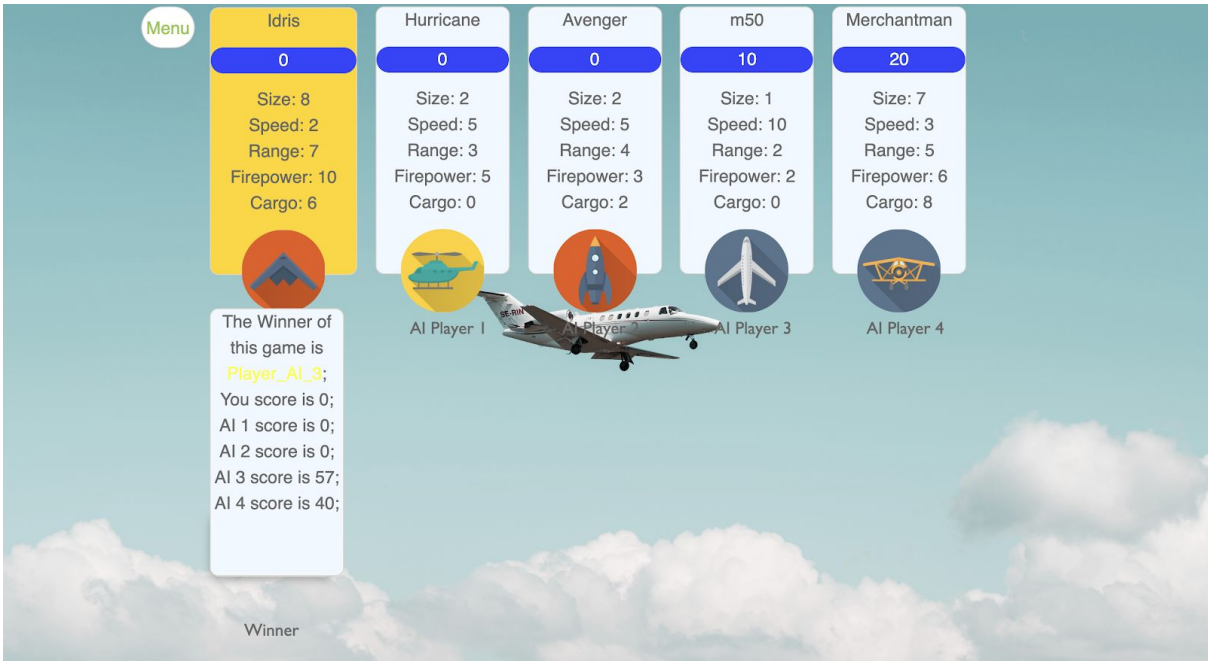 Menu
Idris
0
Size: 8
Speed: 2
Range: 7
Firepower: 10
Cargo: 6
Hurricane
0
Size: 2
Speed: 5
Range: 3
Firepower: 5
Cargo: 0
AI Player 1
Avenger
0
Size: 2
Speed: 5
Range: 4
Firepower: 3
Cargo: 2
AI Player 2
m50
10
Size: 1
Speed: 10
Range: 2
Firepower: 2
Cargo: 0
AI Player 3
Merchantman
20
Size: 7
Speed: 3
Range: 5
Firepower: 6
Cargo: 8
AI Player 4
SE-RIN
The Winner of
this game is
Player_AI_3;
You score is 0;
AI 1 score is 0;
AI 2 score is 0;
AI 3 score is 57;
AI 4 score is 40;
Winner